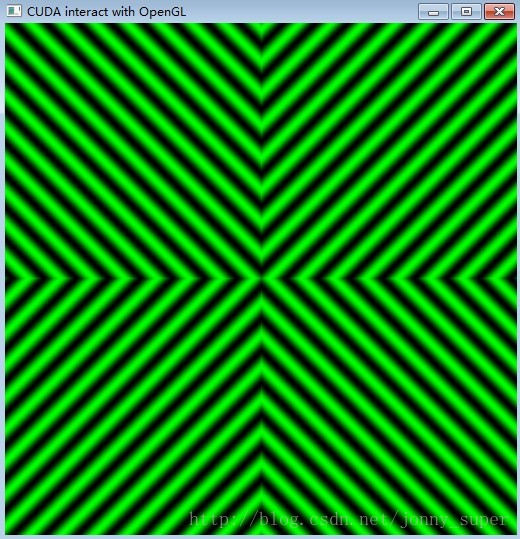 CUDA interact with OpenGL
http://blog.csdn.net/jonny_super